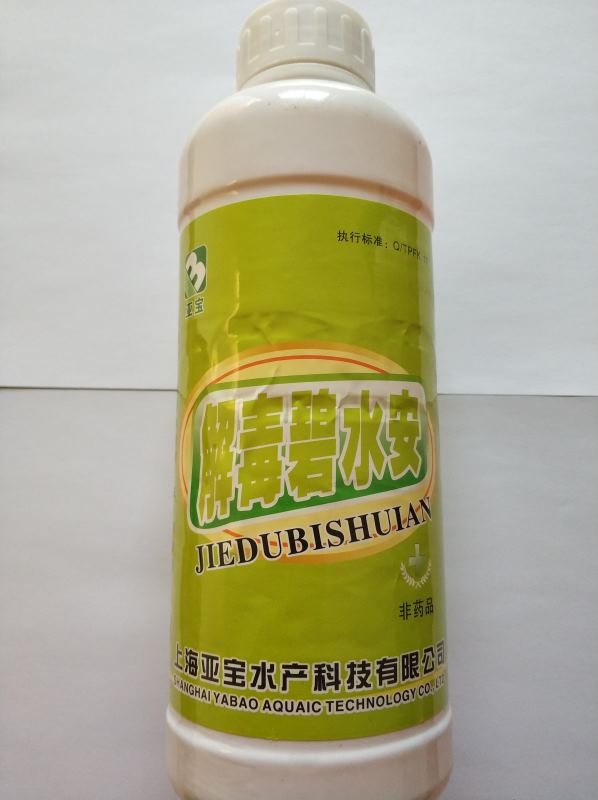 执行标准：Q/TPFK
亚宝
解毒碧水安
JIEDUBISHUIAN
非药品
上海亚宝水产科技有限公司
SHANGHAI YABAO AQUAIC TECHNOLOGY CO., LTD